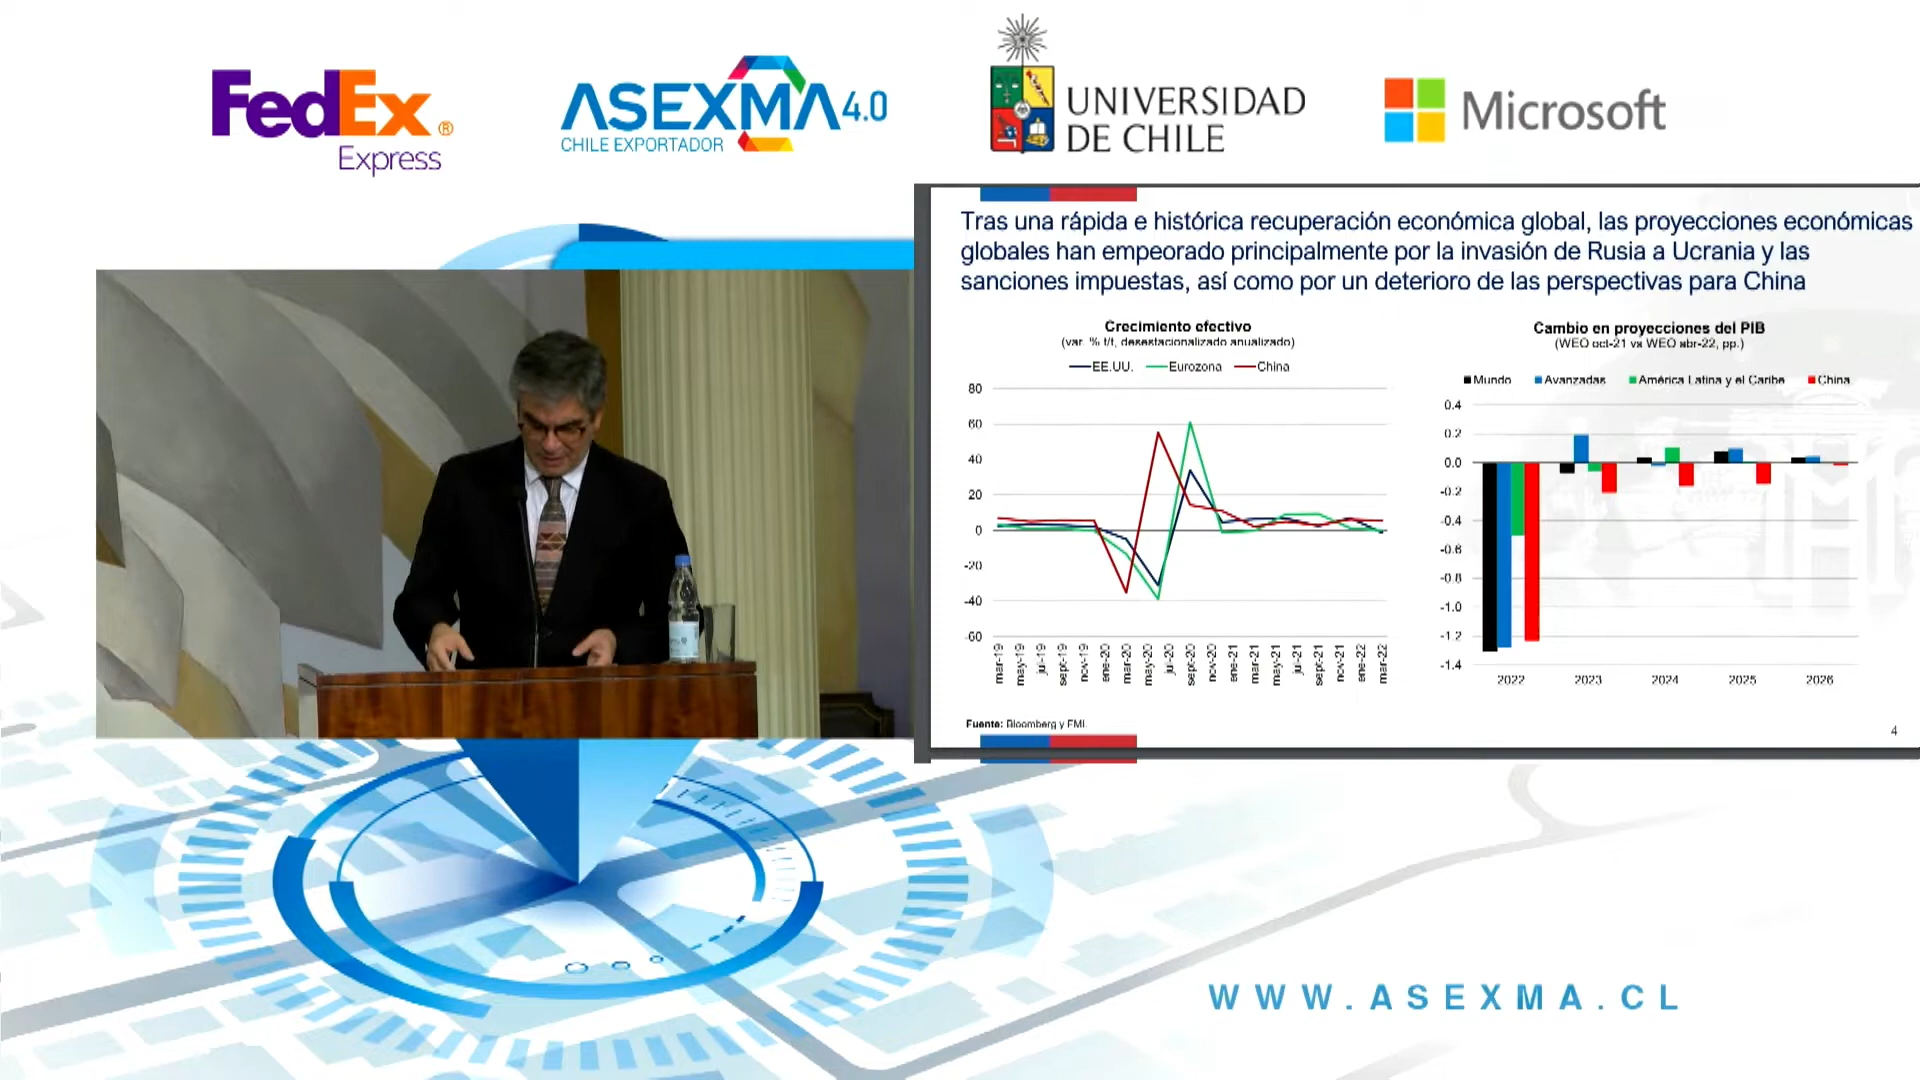 FedEx®
Express
ASEXMA 4.0
CHILE EXPORTADOR
UNIVERSIDAD
DE CHILE
Microsoft
Tras una rápida e histórica recuperación económica global, las proyecciones económicas
globales han empeorado principalmente por la invasión de Rusia a Ucrania y las
sanciones impuestas, así como por un deterioro de las perspectivas para China
Crecimiento efectivo
(var. % t/t, desestacionalizado anualizado)
EE.UU. Eurozona China
80
60
40
20
0
-20
-40
-60
mar-19 may-19 jul-19 sept-19 nov-19 ene-20 mar-20 may-20 jul-20 sept-20 nov-20 ene-21 mar-21 may-21 jul-21 sept-21 nov-21 ene-22 mar-22
Cambio en proyecciones del PIB
(WEO oct-21 vs WEO abr-22, pp.)
Mundo Avanzadas América Latina y el Caribe China
0.4
0.2
0.0
-0.2
-0.4
-0.6
-0.8
-1.0
-1.2
-1.4
2022 2023 2024 2025 2026
Fuente: Bloomberg y FMI.
4
WWW.ASEXMA.CL